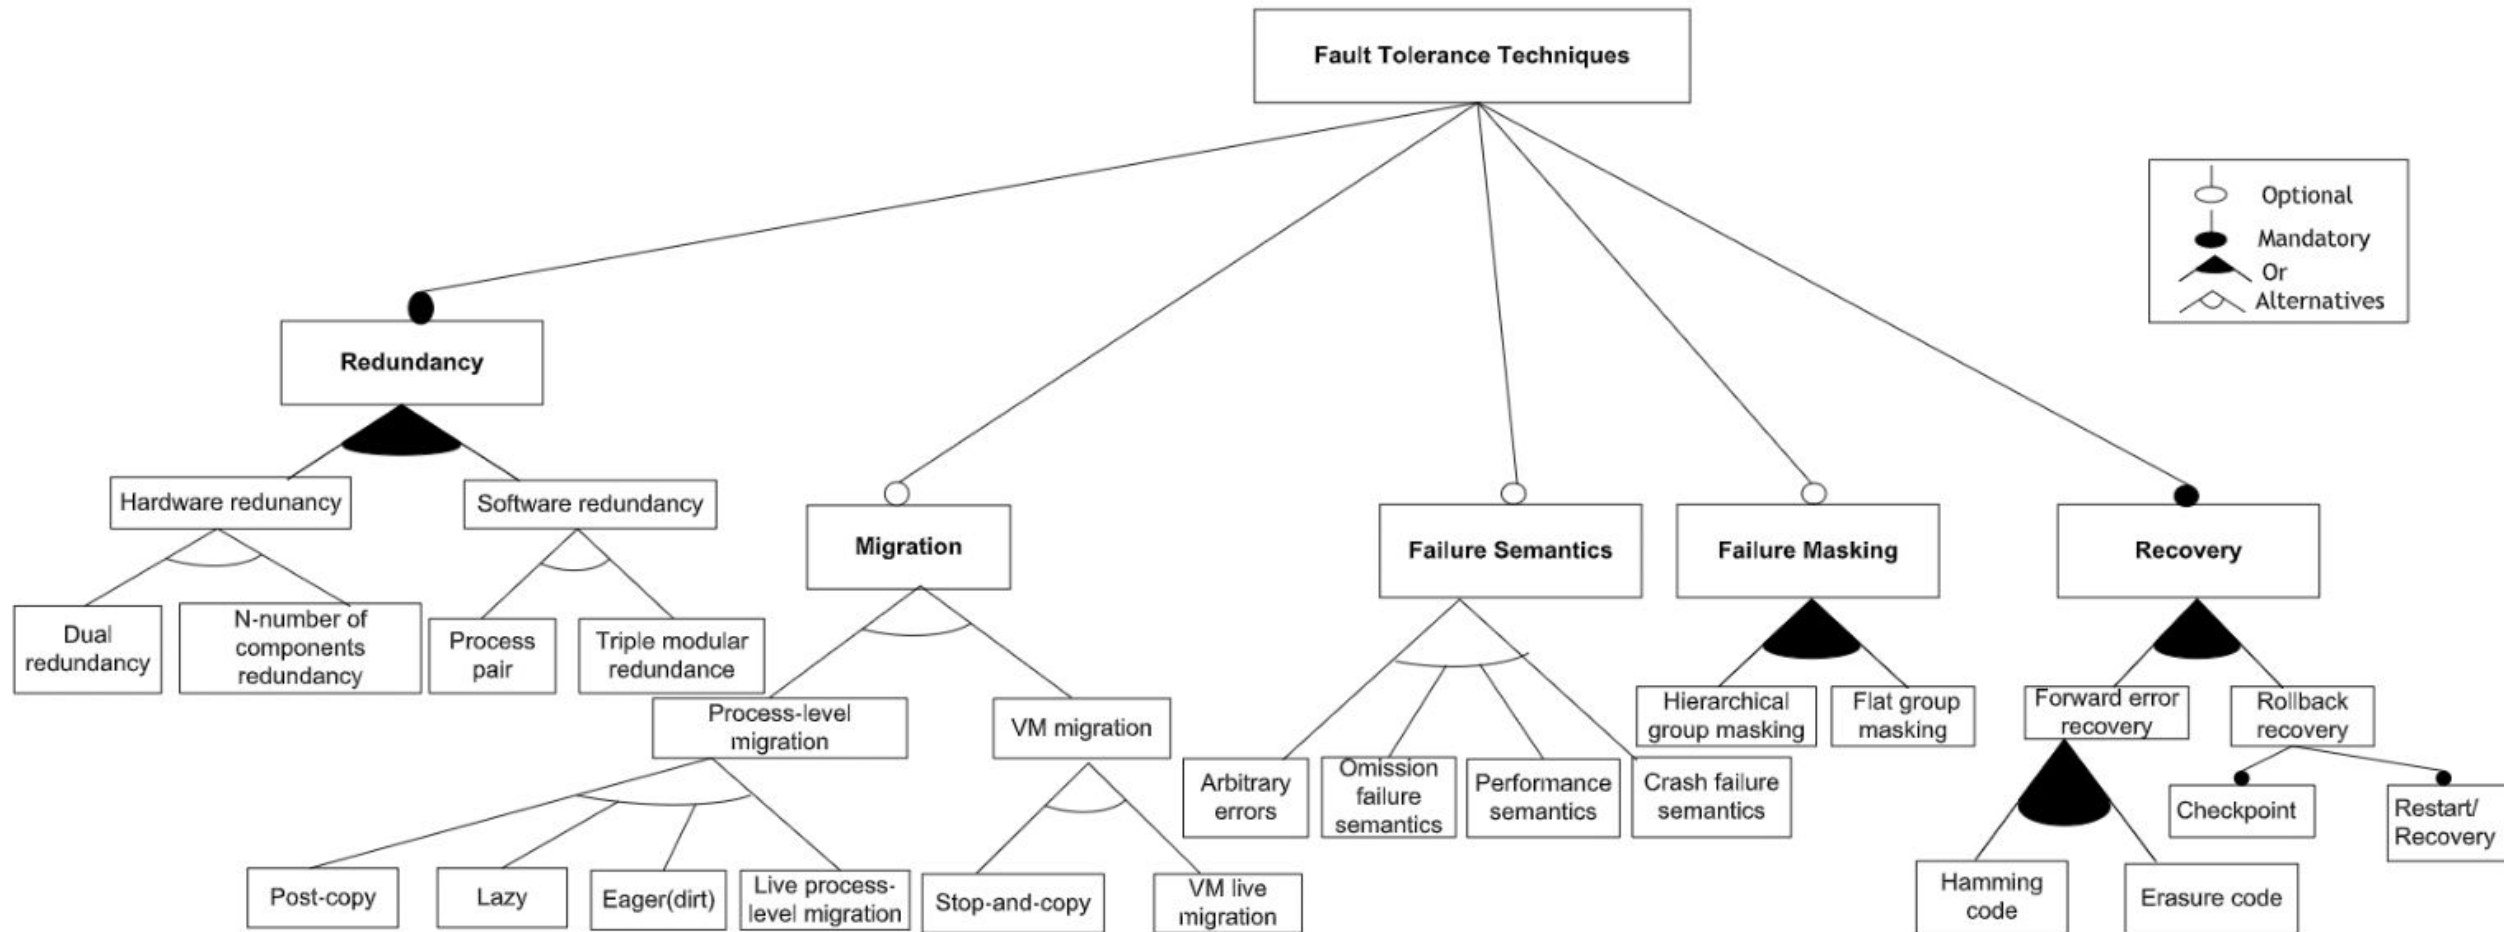 Fault Tolerance Techniques
Optional
Mandatory
Or
Alternatives
Redundancy
Hardware redunancy
Software redundancy
Migration
Failure Semantics
Failure Masking
Recovery
Dual
redundancy
N-number of
components
redundancy
Process
pair
Triple modular
redundance
Process-level
migration
VM migration
Hierarchical
group masking
Flat group
masking
Forward error
recovery
Rollback
recovery
Arbitrary
errors
Omission
failure
semantics
Performance
semantics
Crash failure
semantics
Checkpoint
Restart/
Recovery
Post-copy
Lazy
Eager(dirt)
Live process-
level migration
Stop-and-copy
VM live
migration
Hamming
code
Erasure code